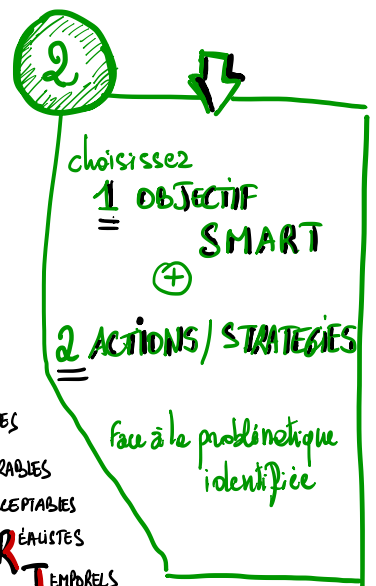 2
choisissez
1 OBJECTIF
SMART
+
2 ACTIONS/STRATEGIES
Face à la problématique
identifiée
ES
RABLES
CEPTABLES
RÉALISTES
TEMPORELS